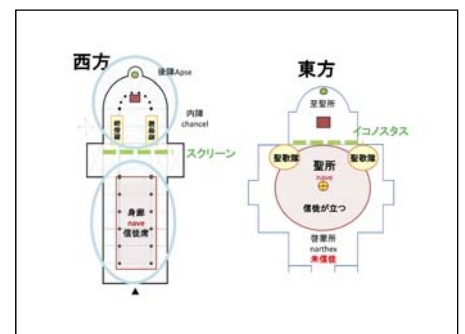 西方
後陣Apse
内陣
chancel
聖歌隊
聖歌隊
スクリーン
身廊
nave
信徒席
東方
至聖所
イコノスタス
聖歌隊
聖歌隊
聖所
nave
信徒が立つ
啓蒙所
narthex
未信徒